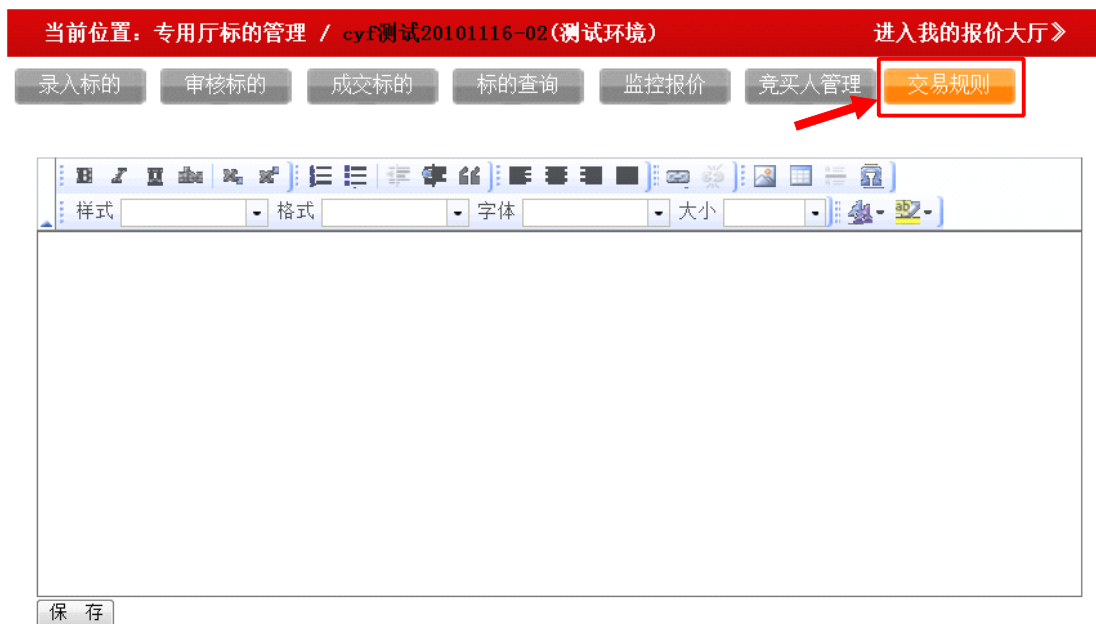 当前位置：专用厅标的管理 / cyf测试20101116-02(测试环境) 进入我的报价大厅》
录入标的 审核标的 成交标的 标的查询 监控报价 竞买人管理 交易规则
B I U abc X₂ X²
样式 格式 字体 大小 ab
保 存